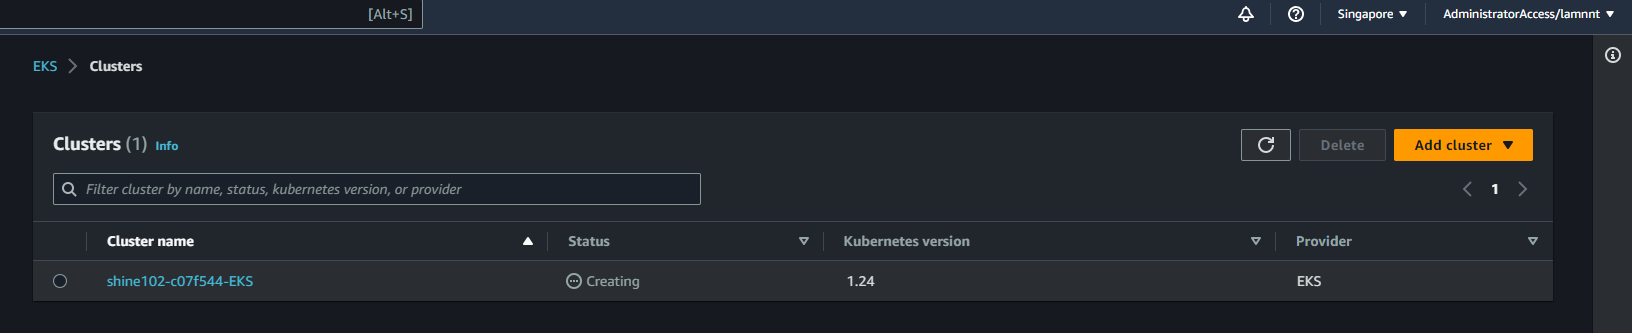 [Alt+S] Singapore AdministratorAccess/lamnnt
EKS Clusters
Clusters (1) Info Delete Add cluster
Filter cluster by name, status, kubernetes version, or provider 1
Cluster name Status Kubernetes version Provider
shine102-c07f544-EKS Creating 1.24 EKS